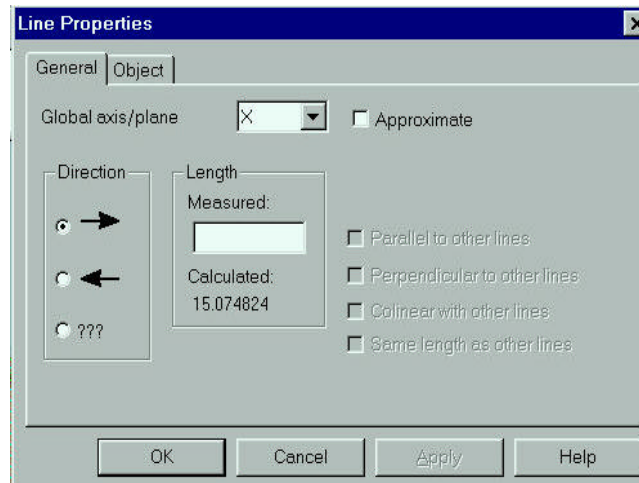 Line Properties
General Object
Global axis/plane X Approximate
Direction
Length
Measured:
Calculated:
15.074824
???
Parallel to other lines
Perpendicular to other lines
Colinear with other lines
Same length as other lines
OK Cancel Apply Help